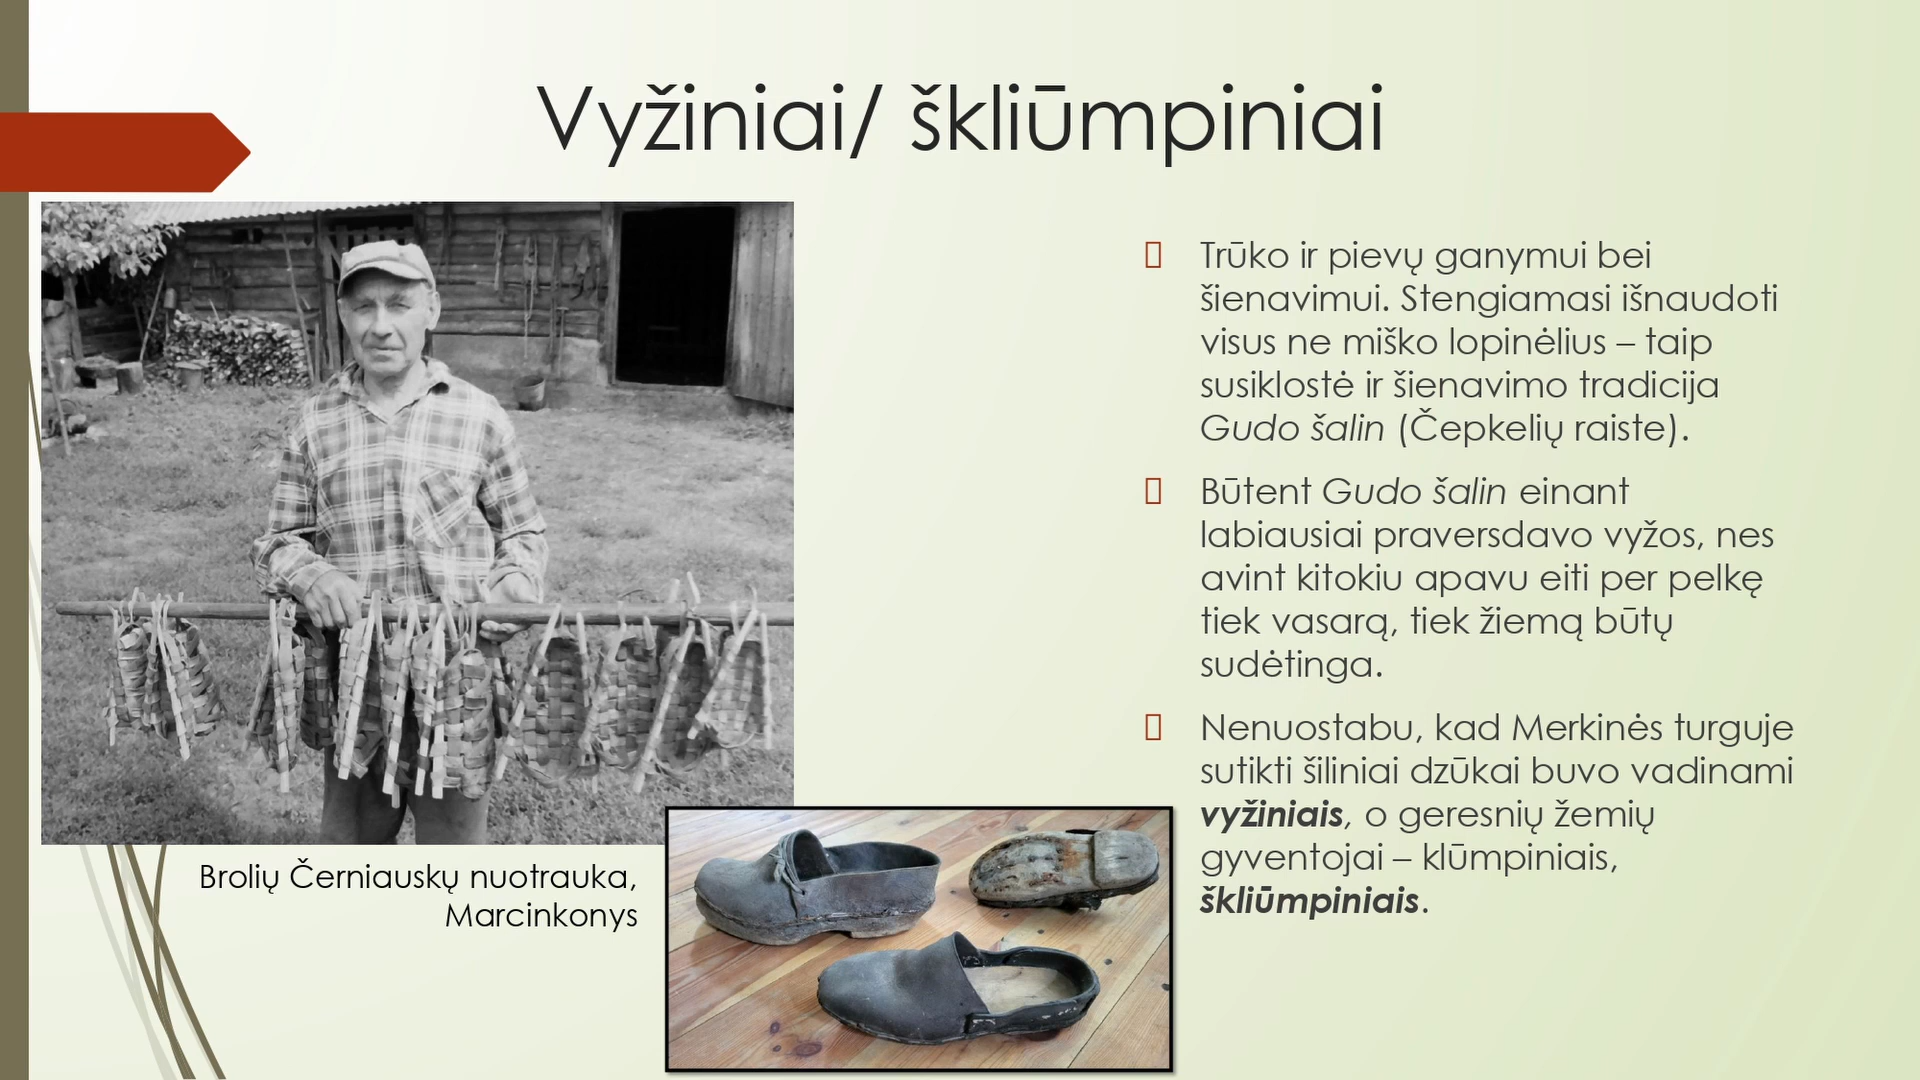 Vyžiniai/ škliūmpiniai
Trūko ir pievų ganymui bei
šienavimui. Stengiamasi išnaudoti
visus ne miško lopinėlius – taip
susiklostė ir šienavimo tradicija
Gudo šalin (Čepkelių raiste).
Būtent Gudo šalin einant
labiausiai praversdavo vyžos, nes
avint kitokiu apavu eiti per pelkę
tiek vasarą, tiek žiemą būtų
sudėtinga.
Nenuostabu, kad Merkinės turguje
sutikti šiliniai dzūkai buvo vadinami
vyžiniais, o geresnių žemių
gyventojai – klūmpiniais,
škliūmpiniais.
Brolių Černiauskų nuotrauka,
Marcinkonys